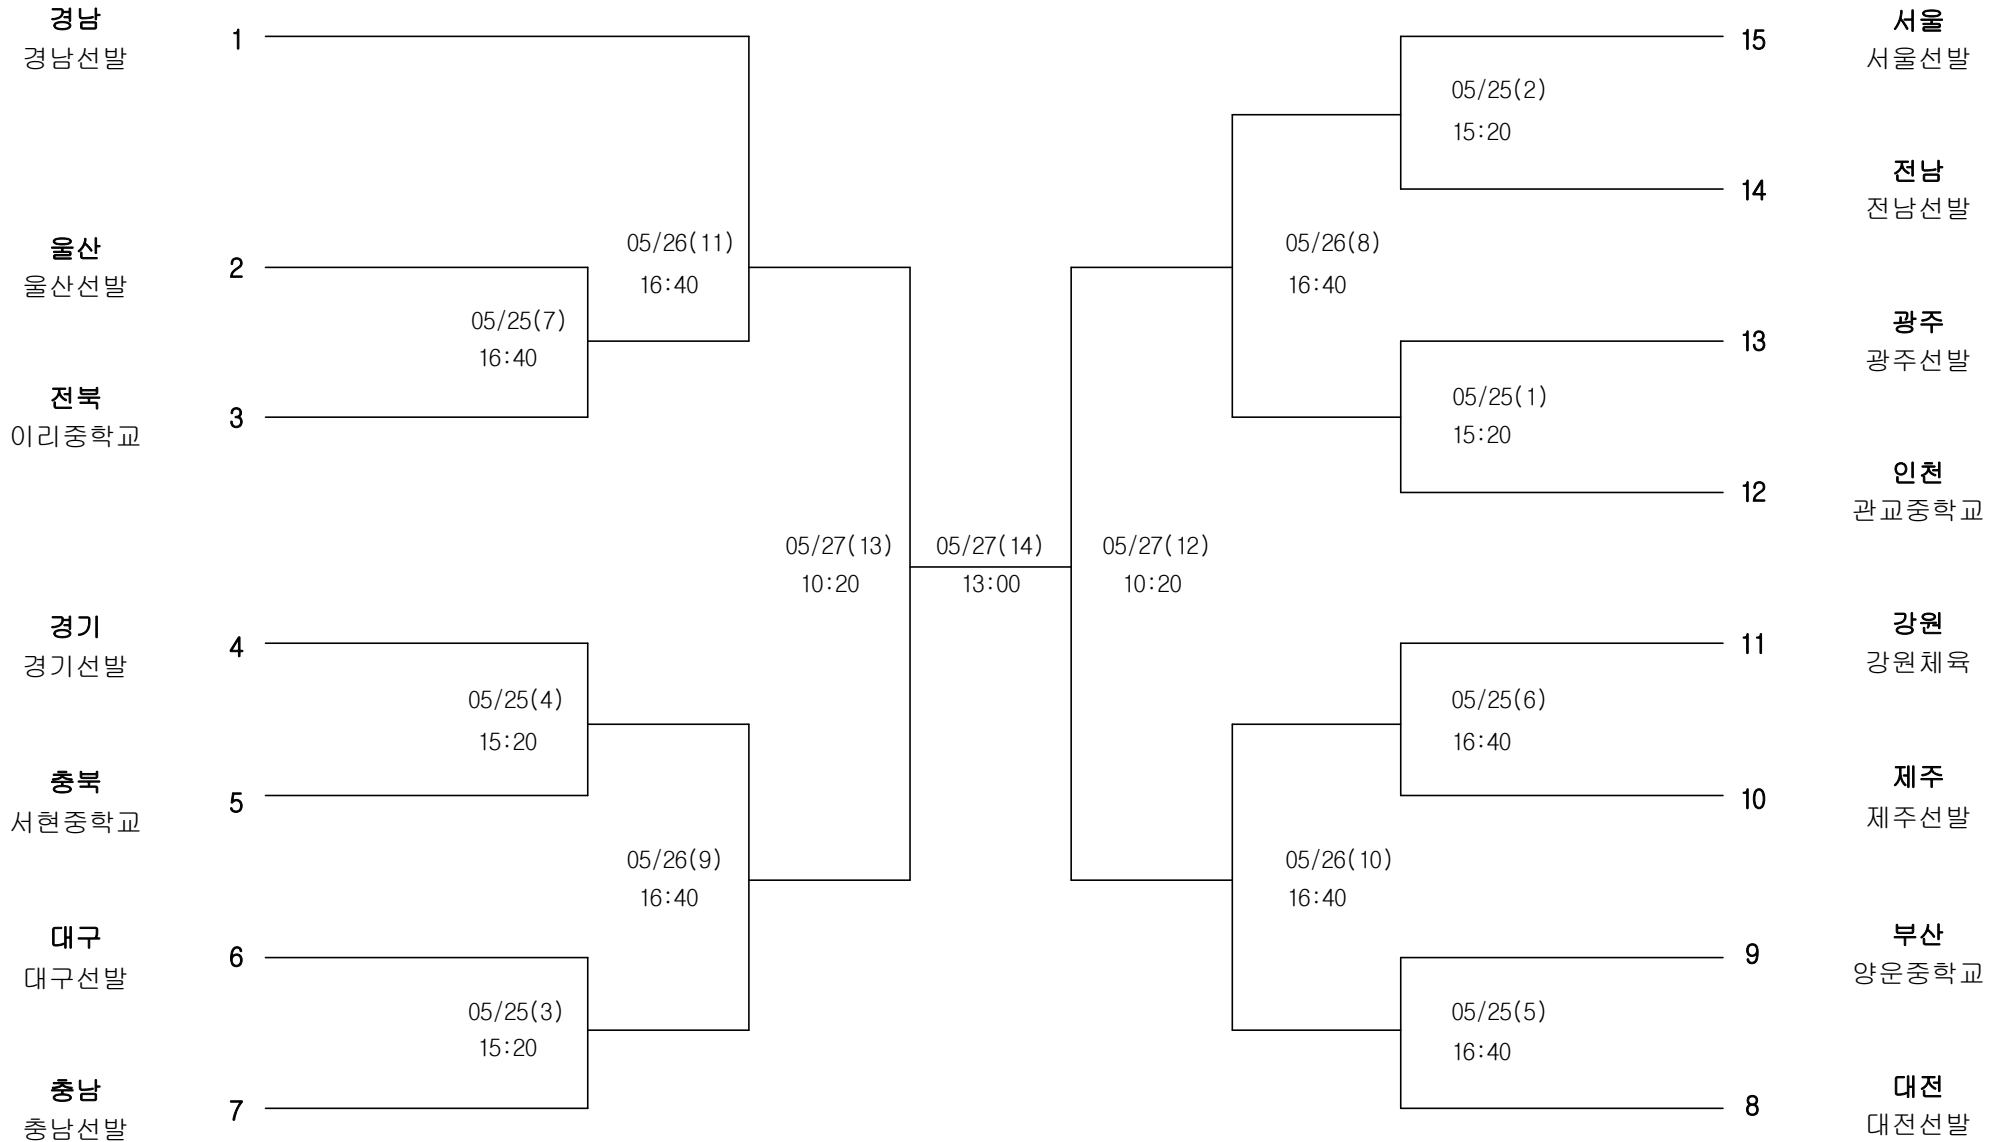 경남
경남선발
1
울산
울산선발
2
전북
이리중학교
3
경기
경기선발
4
충북
서현중학교
5
대구
대구선발
6
충남
충남선발
7
05/25(7)
16:40
05/25(4)
15:20
05/25(3)
15:20
05/26(11)
16:40
05/26(9)
16:40
05/27(13)
10:20
05/27(14)
13:00
05/27(12)
10:20
05/26(8)
16:40
05/26(10)
16:40
05/25(2)
15:20
05/25(1)
15:20
05/25(6)
16:40
05/25(5)
16:40
15
서울
서울선발
14
전남
전남선발
13
광주
광주선발
12
인천
관교중학교
11
강원
강원체육
10
제주
제주선발
9
부산
양운중학교
8
대전
대전선발